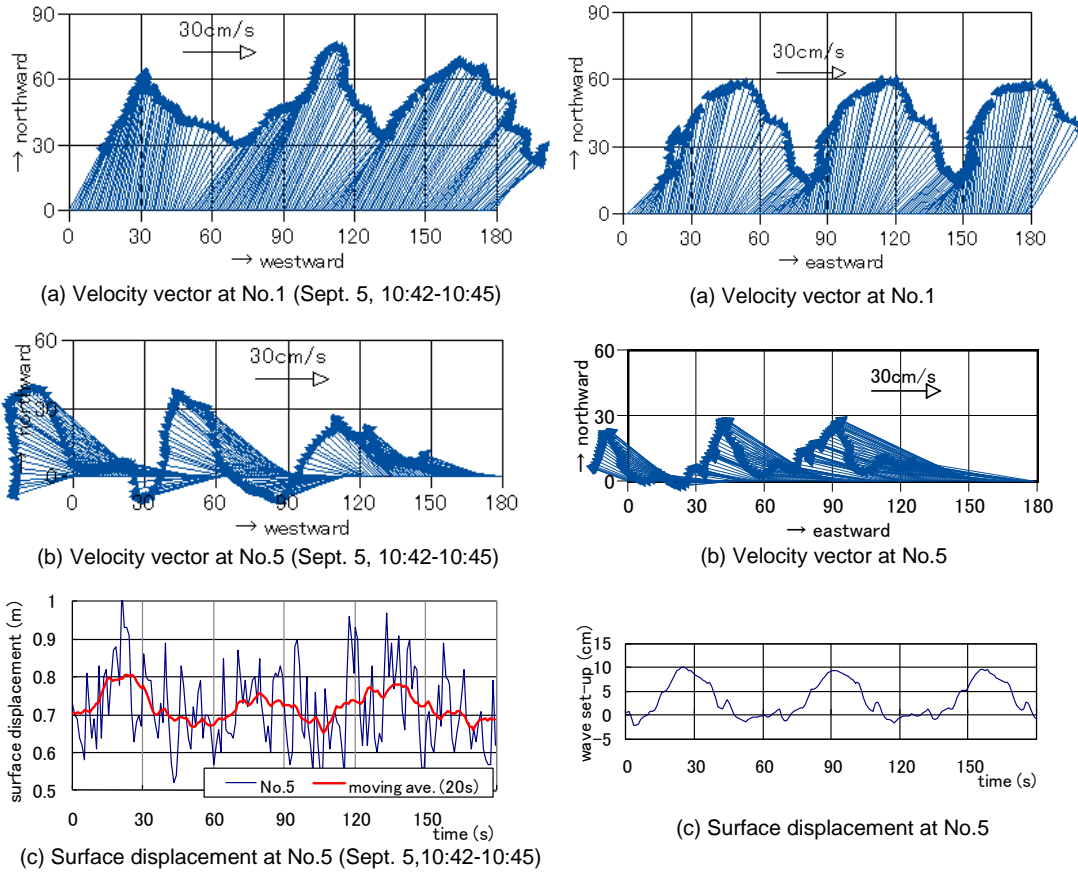 90
60
30
0
→ northward
30cm/s
0 30 60 90 120 150 180
→ westward
(a) Velocity vector at No.1 (Sept. 5, 10:42-10:45)
60
30
0
→ northward
30cm/s
0 30 60 90 120 150 180
→ westward
(b) Velocity vector at No.5 (Sept. 5, 10:42-10:45)
surface displacement (m)
1
0.9
0.8
0.7
0.6
0.5
No.5 moving ave. (20s)
0 30 60 90 120 150
time (s)
(c) Surface displacement at No.5 (Sept. 5,10:42-10:45)
90
60
30
0
→ northward
30cm/s
0 30 60 90 120 150 180
→ eastward
(a) Velocity vector at No.1
60
30
0
→ northward
30cm/s
0 30 60 90 120 150 180
→ eastward
(b) Velocity vector at No.5
wave set-up (cm)
15
10
5
0
-5
0 30 60 90 120 150
time (s)
(c) Surface displacement at No.5